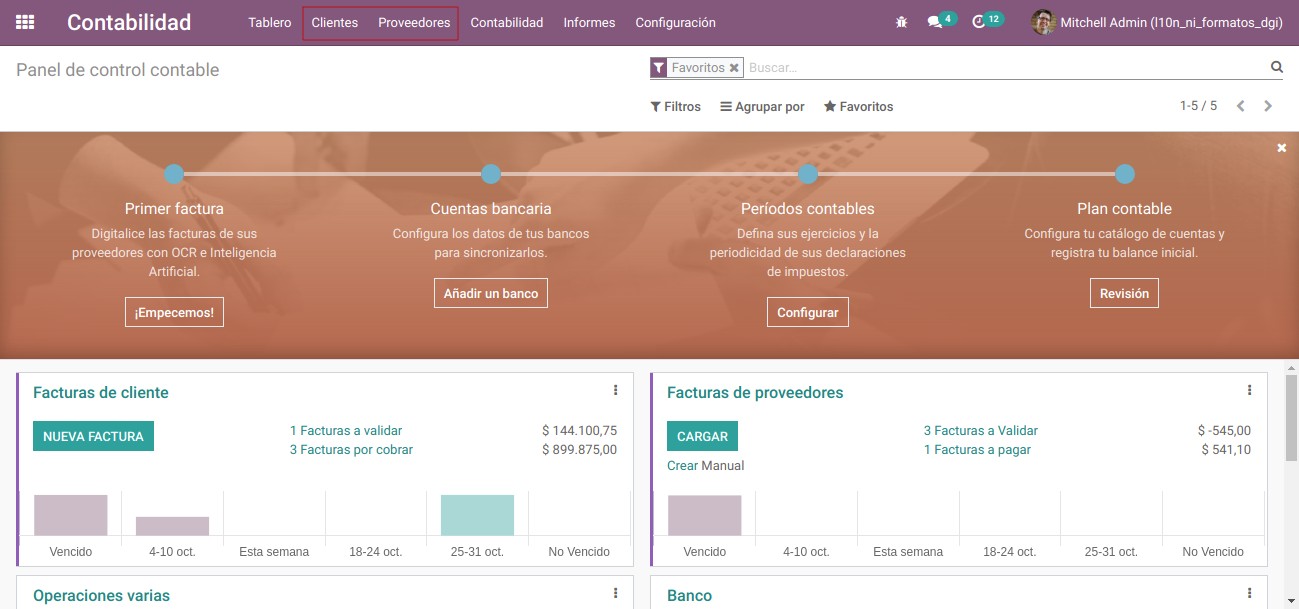 Contabilidad
Tablero Clientes Proveedores Contabilidad Informes Configuración
4 12 Mitchell Admin (l10n_ni_formatos_dgi)
Panel de control contable
Favoritos Buscar...
Filtros Agrupar por Favoritos
1-5 / 5
Primer factura
Digitalice las facturas de sus
proveedores con OCR e Inteligencia
Artificial.
¡Empecemos!
Cuentas bancaria
Configura los datos de tus bancos
para sincronizarlos.
Añadir un banco
Períodos contables
Defina sus ejercicios y la
periodicidad de sus declaraciones
de impuestos.
Configurar
Plan contable
Configura tu catálogo de cuentas y
registra tu balance inicial.
Revisión
Facturas de cliente
NUEVA FACTURA
1 Facturas a validar $ 144.100,75
3 Facturas por cobrar $ 899.875,00
Vencido 4-10 oct. Esta semana 18-24 oct. 25-31 oct. No Vencido
Facturas de proveedores
CARGAR
Crear Manual
3 Facturas a Validar $ -545,00
1 Facturas a pagar $ 541,10
Vencido 4-10 oct. Esta semana 18-24 oct. 25-31 oct. No Vencido
Operaciones varias
Banco